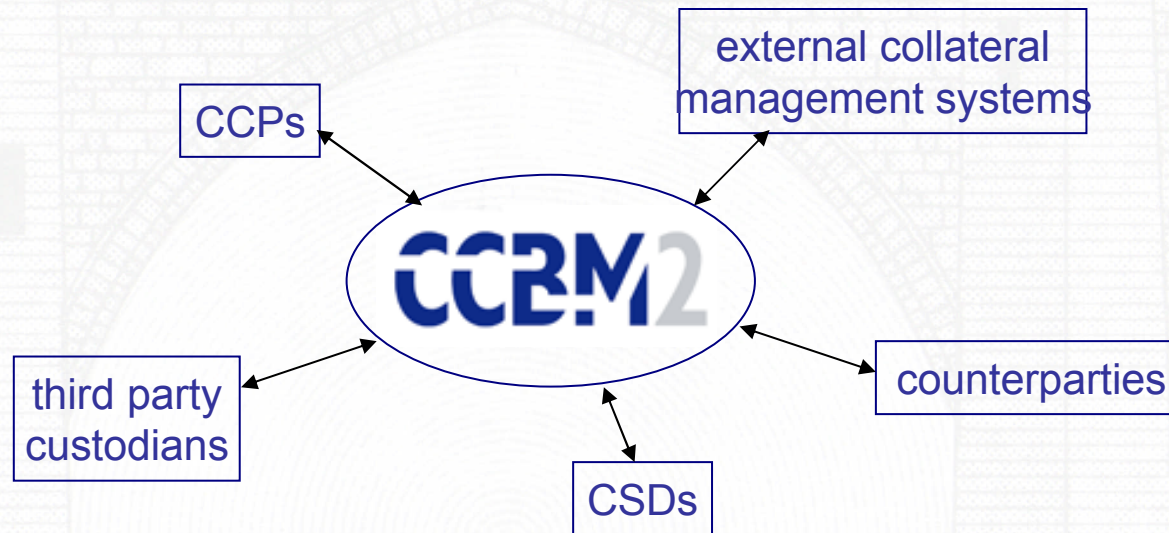 external collateral
management systems
CCPs
CCBM2
third party
custodians
counterparties
CSDs